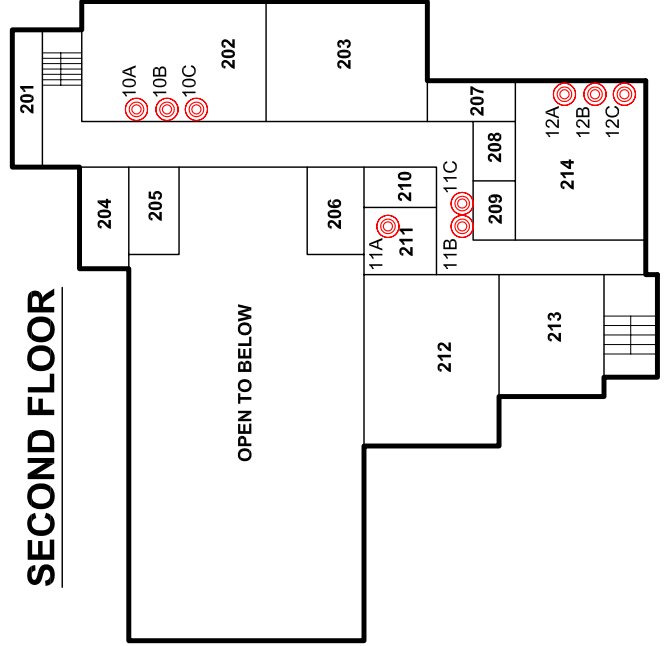 SECOND FLOOR
201
202
203
204
205
206
207
208
209
210
211
212
213
214
10A
10B
10C
11A
11B
11C
12A
12B
12C
OPEN TO BELOW